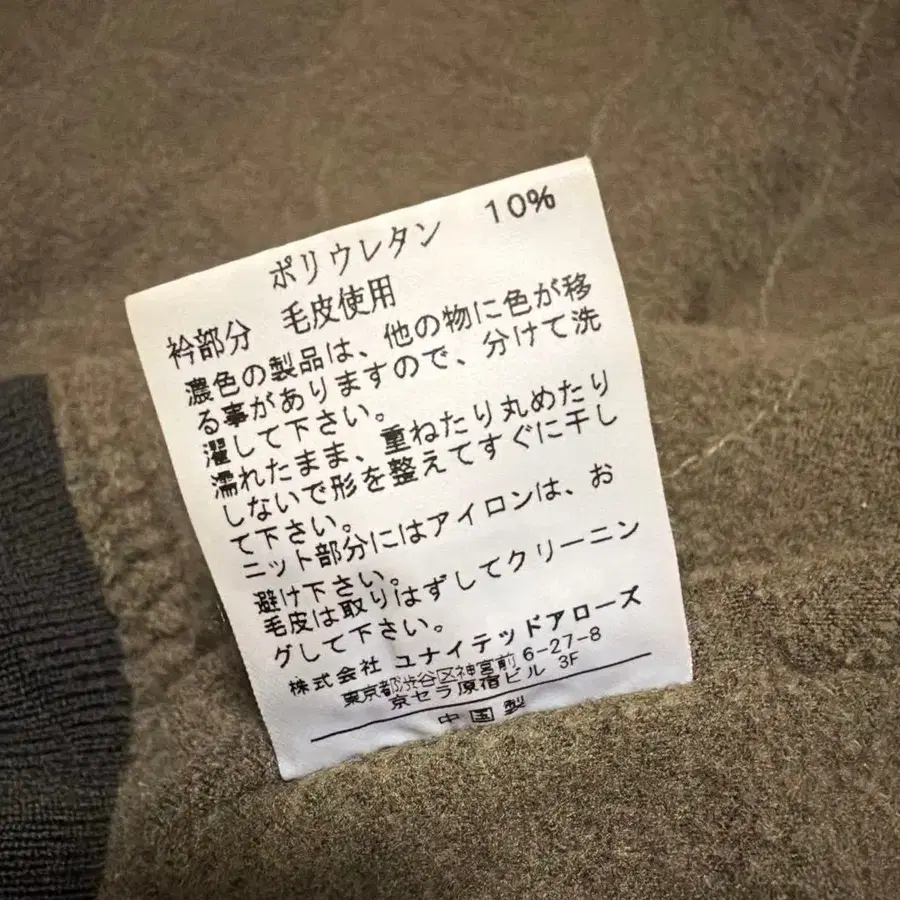 ポリウレタン 10%
衿部分 毛皮使用
濃色の製品は、他の物に色が移
る事がありますので、分けて洗
濯して下さい。
濡れたまま、重ねたり丸めたり
しないで形を整えてすぐに干し
て下さい。
ニット部分にはアイロンは、お
避け下さい。
毛皮は取りはずしてクリーニン
グして下さい。
株式会社 ユナイテッドアローズ
東京都渋谷区神宮前 6-27-8
京セラ原宿ビル 3F
中国製